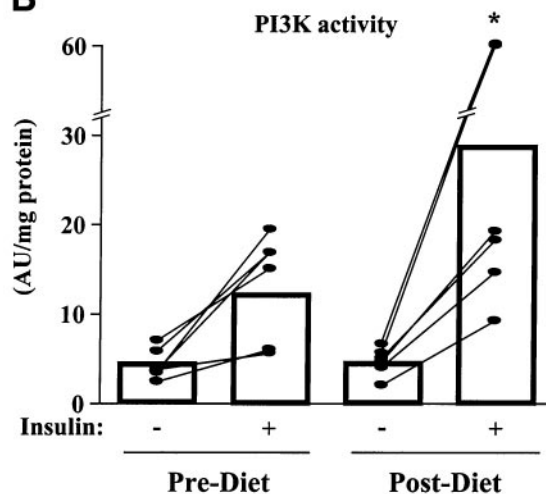 B
PI3K activity
*
60
30
20
10
0
(AU/mg protein)
Insulin: - + - +
Pre-Diet Post-Diet